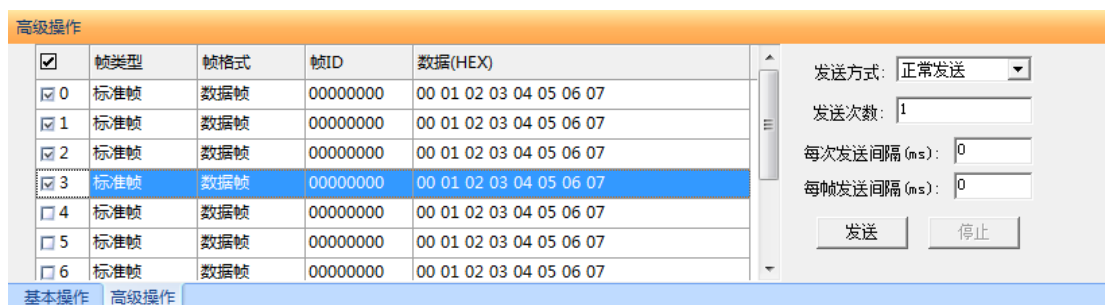 高级操作
帧类型 帧格式 帧ID 数据(HEX)
0 标准帧 数据帧 00000000 00 01 02 03 04 05 06 07
1 标准帧 数据帧 00000000 00 01 02 03 04 05 06 07
2 标准帧 数据帧 00000000 00 01 02 03 04 05 06 07
3 标准帧 数据帧 00000000 00 01 02 03 04 05 06 07
4 标准帧 数据帧 00000000 00 01 02 03 04 05 06 07
5 标准帧 数据帧 00000000 00 01 02 03 04 05 06 07
6 标准帧 数据帧 00000000 00 01 02 03 04 05 06 07
发送方式: 正常发送
发送次数: 1
每次发送间隔(ms): 0
每帧发送间隔(ms): 0
发送 停止
基本操作 高级操作